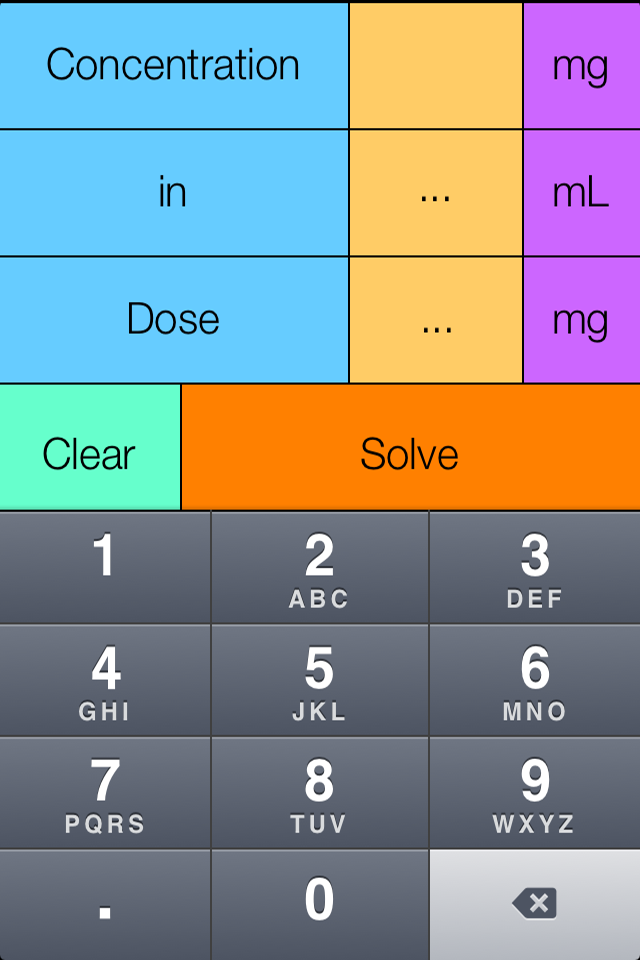 Concentration mg
in ... mL
Dose ... mg
Clear Solve
1 2 3
ABC DEF
4 5 6
GHI JKL MNO
7 8 9
PQRS TUV WXYZ
. 0